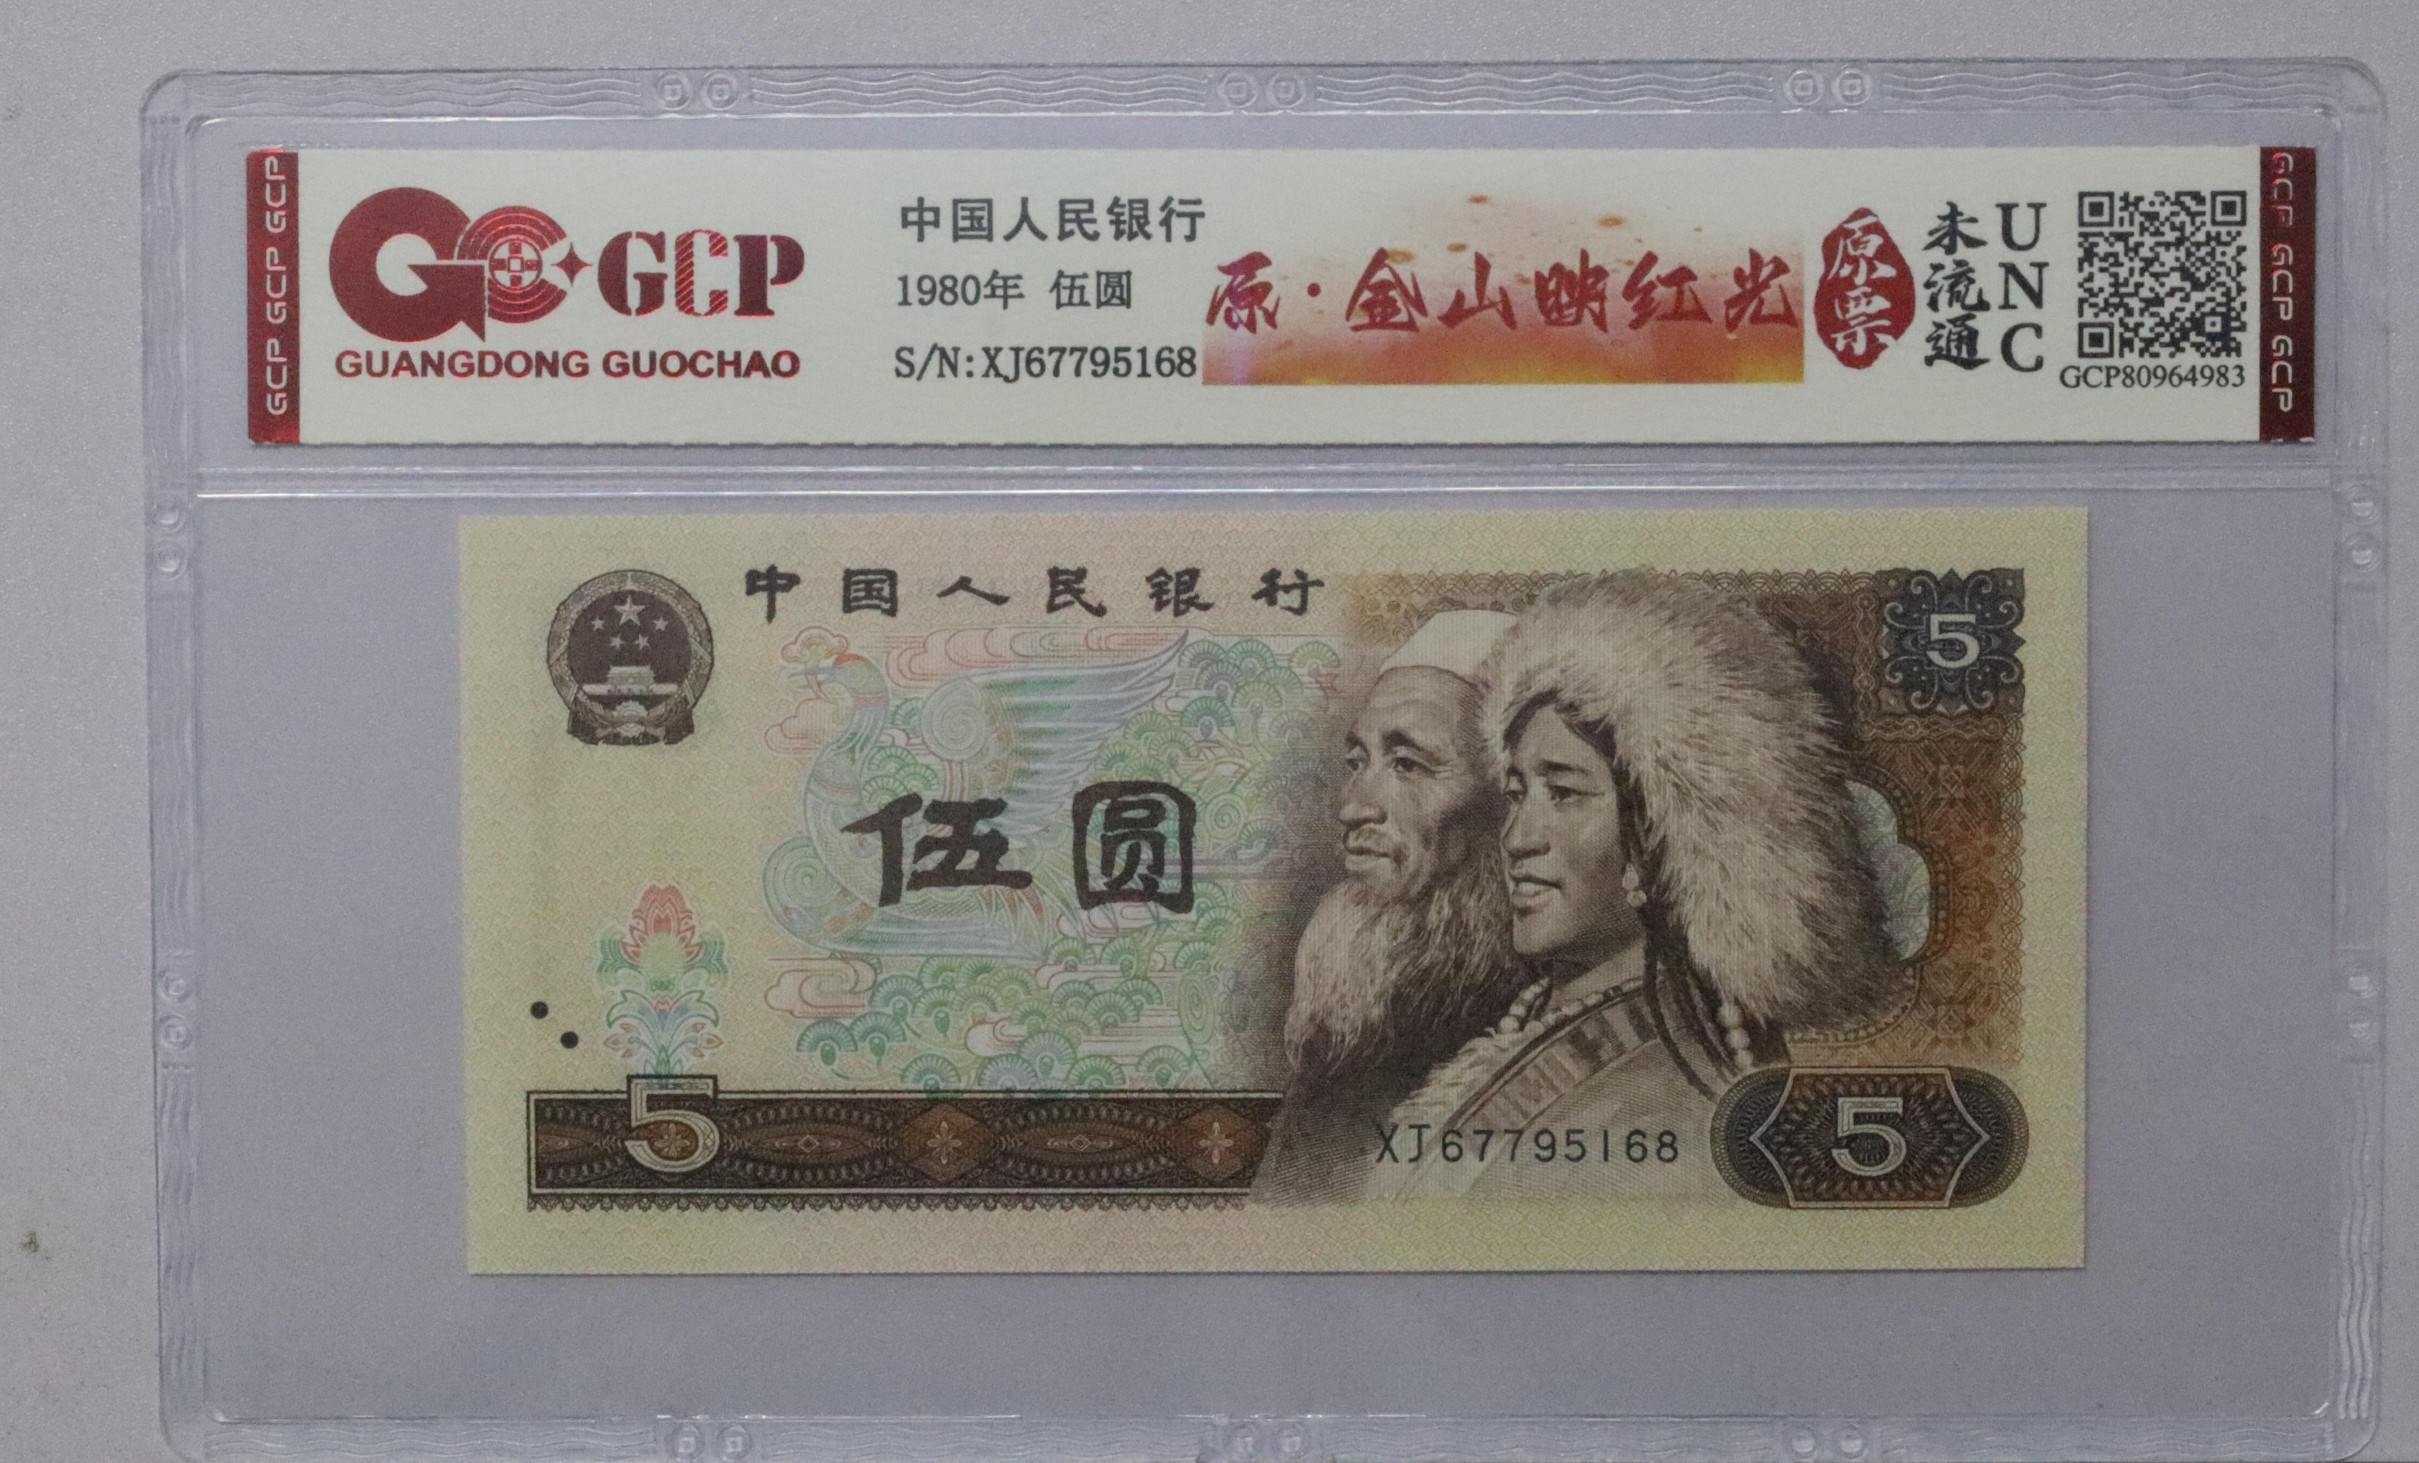 GCP GCP GCP
GCP
GUANGDONG GUOCHAO
中国人民银行
1980年 伍圆
S/N:XJ67795168
原·金山映红光
原票
未流通
UNC
GCP80964983
GCP GCP GCP
中国人民银行
5
伍圆
5
XJ67795168
5